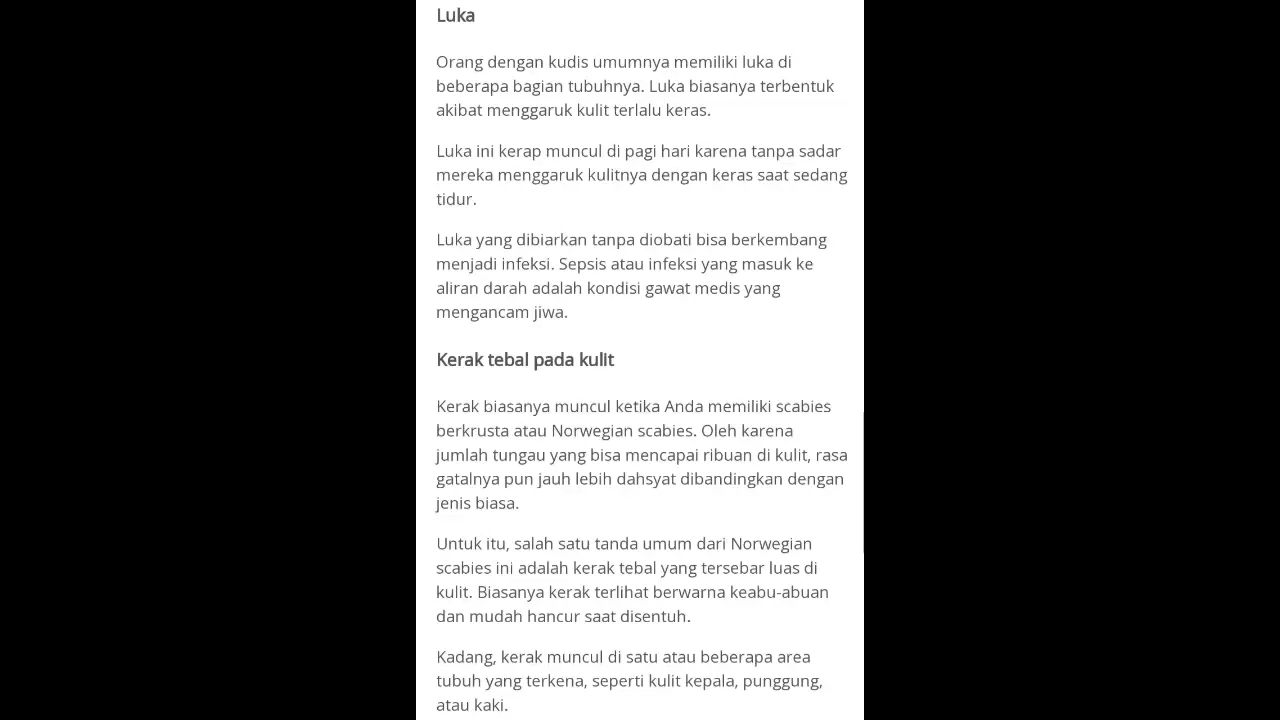 Luka
Orang dengan kudis umumnya memiliki luka di
beberapa bagian tubuhnya. Luka biasanya terbentuk
akibat menggaruk kulit terlalu keras.
Luka ini kerap muncul di pagi hari karena tanpa sadar
mereka menggaruk kulitnya dengan keras saat sedang
tidur.
Luka yang dibiarkan tanpa diobati bisa berkembang
menjadi infeksi. Sepsis atau infeksi yang masuk ke
aliran darah adalah kondisi gawat medis yang
mengancam jiwa.
Kerak tebal pada kulit
Kerak biasanya muncul ketika Anda memiliki scabies
berkrusta atau Norwegian scabies. Oleh karena
jumlah tungau yang bisa mencapai ribuan di kulit, rasa
gatalnya pun jauh lebih dahsyat dibandingkan dengan
jenis biasa.
Untuk itu, salah satu tanda umum dari Norwegian
scabies ini adalah kerak tebal yang tersebar luas di
kulit. Biasanya kerak terlihat berwarna keabu-abuan
dan mudah hancur saat disentuh.
Kadang, kerak muncul di satu atau beberapa area
tubuh yang terkena, seperti kulit kepala, punggung,
atau kaki.